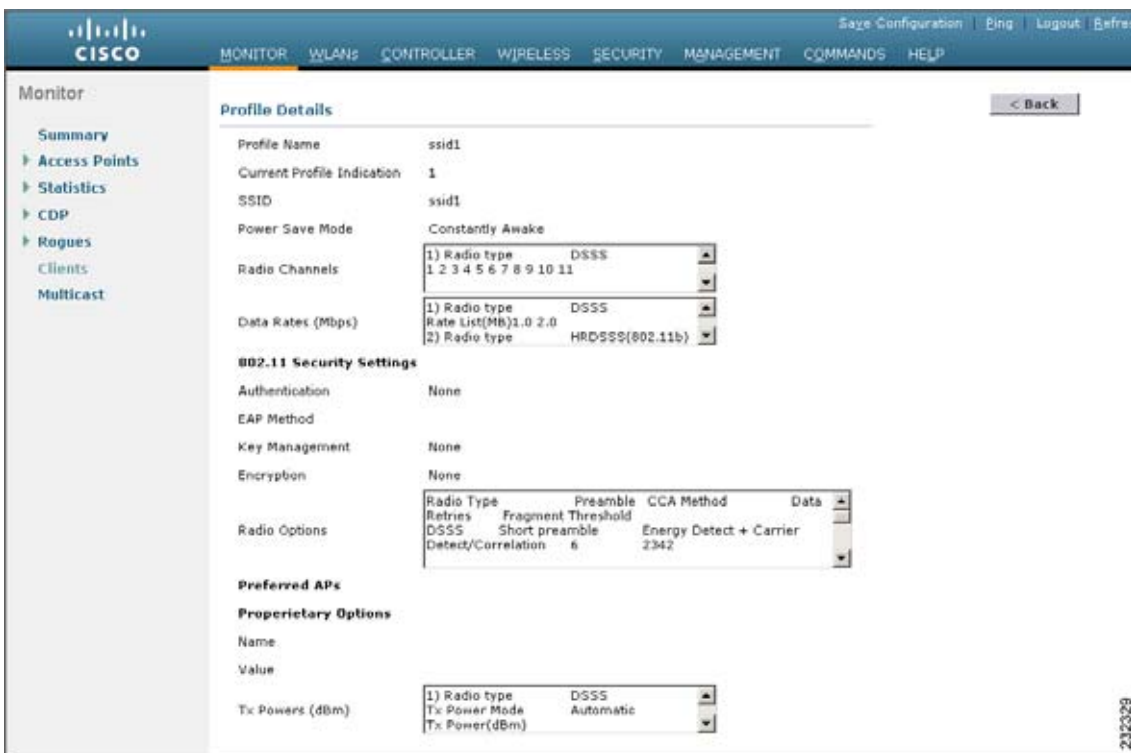 Save Configuration | Ping | Logout | Refre
CISCO
MONITOR WLANs CONTROLLER WIRELESS SECURITY MANAGEMENT COMMANDS HELP
Monitor
Summary
Access Points
Statistics
CDP
Rogues
Clients
Multicast
Profile Details
< Back
Profile Name ssid1
Current Profile Indication 1
SSID ssid1
Power Save Mode Constantly Awake
Radio Channels
1) Radio type DSSS
1 2 3 4 5 6 7 8 9 10 11
Data Rates (Mbps)
1) Radio type DSSS
Rate List(MB)1.0 2.0
2) Radio type HRDSSS(802.11b)
802.11 Security Settings
Authentication None
EAP Method
Key Management None
Encryption None
Radio Options
Radio Type Preamble CCA Method Data
Retries Fragment Threshold
DSSS Short preamble Energy Detect + Carrier
Detect/Correlation 6 2342
Preferred APs
Properietary Options
Name
Value
Tx Powers (dBm)
1) Radio type DSSS
Tx Power Mode Automatic
Tx Power(dBm)
232329